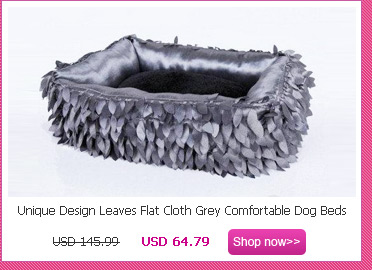 Unique Design Leaves Flat Cloth Grey Comfortable Dog Beds
USD 145.99 USD 64.79 Shop now>>